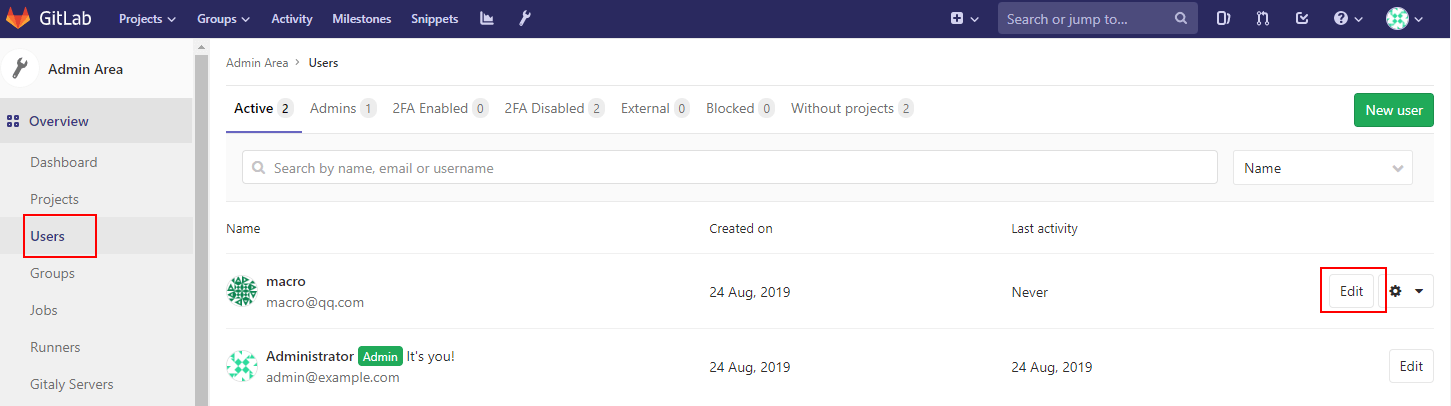 GitLab Projects Groups Activity Milestones Snippets Search or jump to...
Admin Area
Overview
Dashboard
Projects
Users
Groups
Jobs
Runners
Gitaly Servers
Admin Area > Users
Active 2 Admins 1 2FA Enabled 0 2FA Disabled 2 External 0 Blocked 0 Without projects 2 New user
Search by name, email or username Name
Name Created on Last activity
macro
macro@qq.com
24 Aug, 2019 Never Edit
Administrator Admin It's you!
admin@example.com
24 Aug, 2019 24 Aug, 2019 Edit